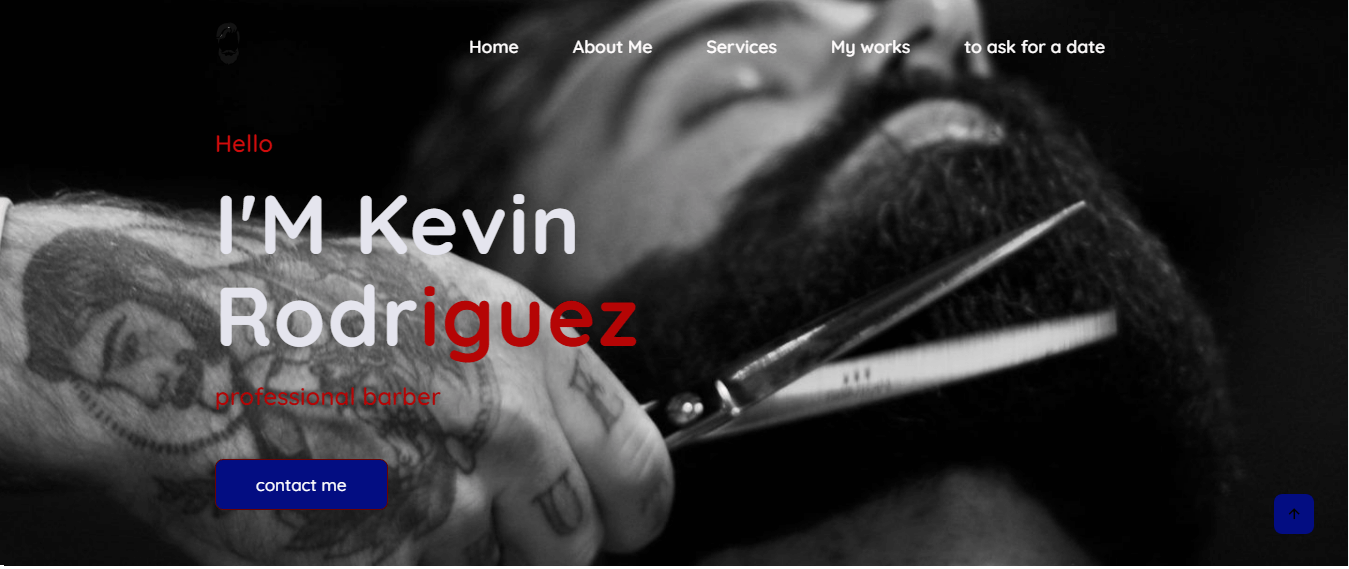 Home About Me Services My works to ask for a date
Hello
I'M Kevin
Rodriguez
professional barber
contact me